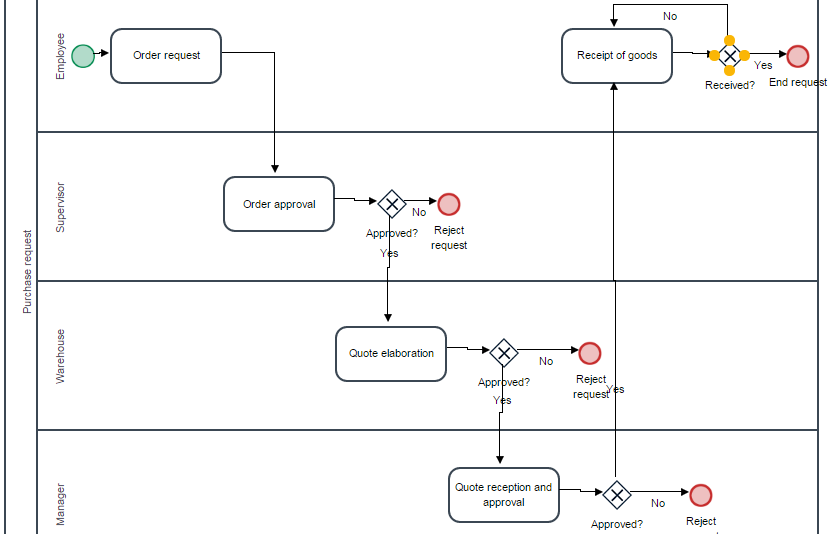 Purchase request
Employee
Order request
Receipt of goods
No
Received?
Yes
End request
Supervisor
Order approval
Approved?
Yes
No
Reject
request
Warehouse
Quote elaboration
Approved?
Yes
No
Reject
request
Yes
Manager
Quote reception and
approval
Approved?
No
Reject